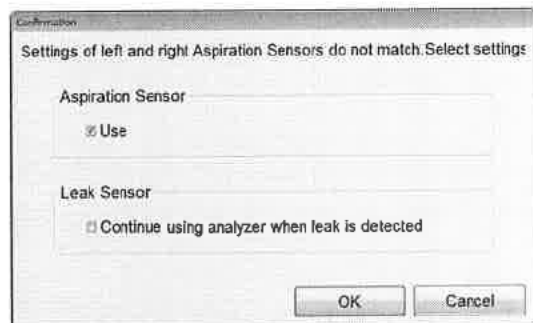 Confirmation
Settings of left and right Aspiration Sensors do not match.Select settings
Aspiration Sensor
Use
Leak Sensor
Continue using analyzer when leak is detected
OK
Cancel